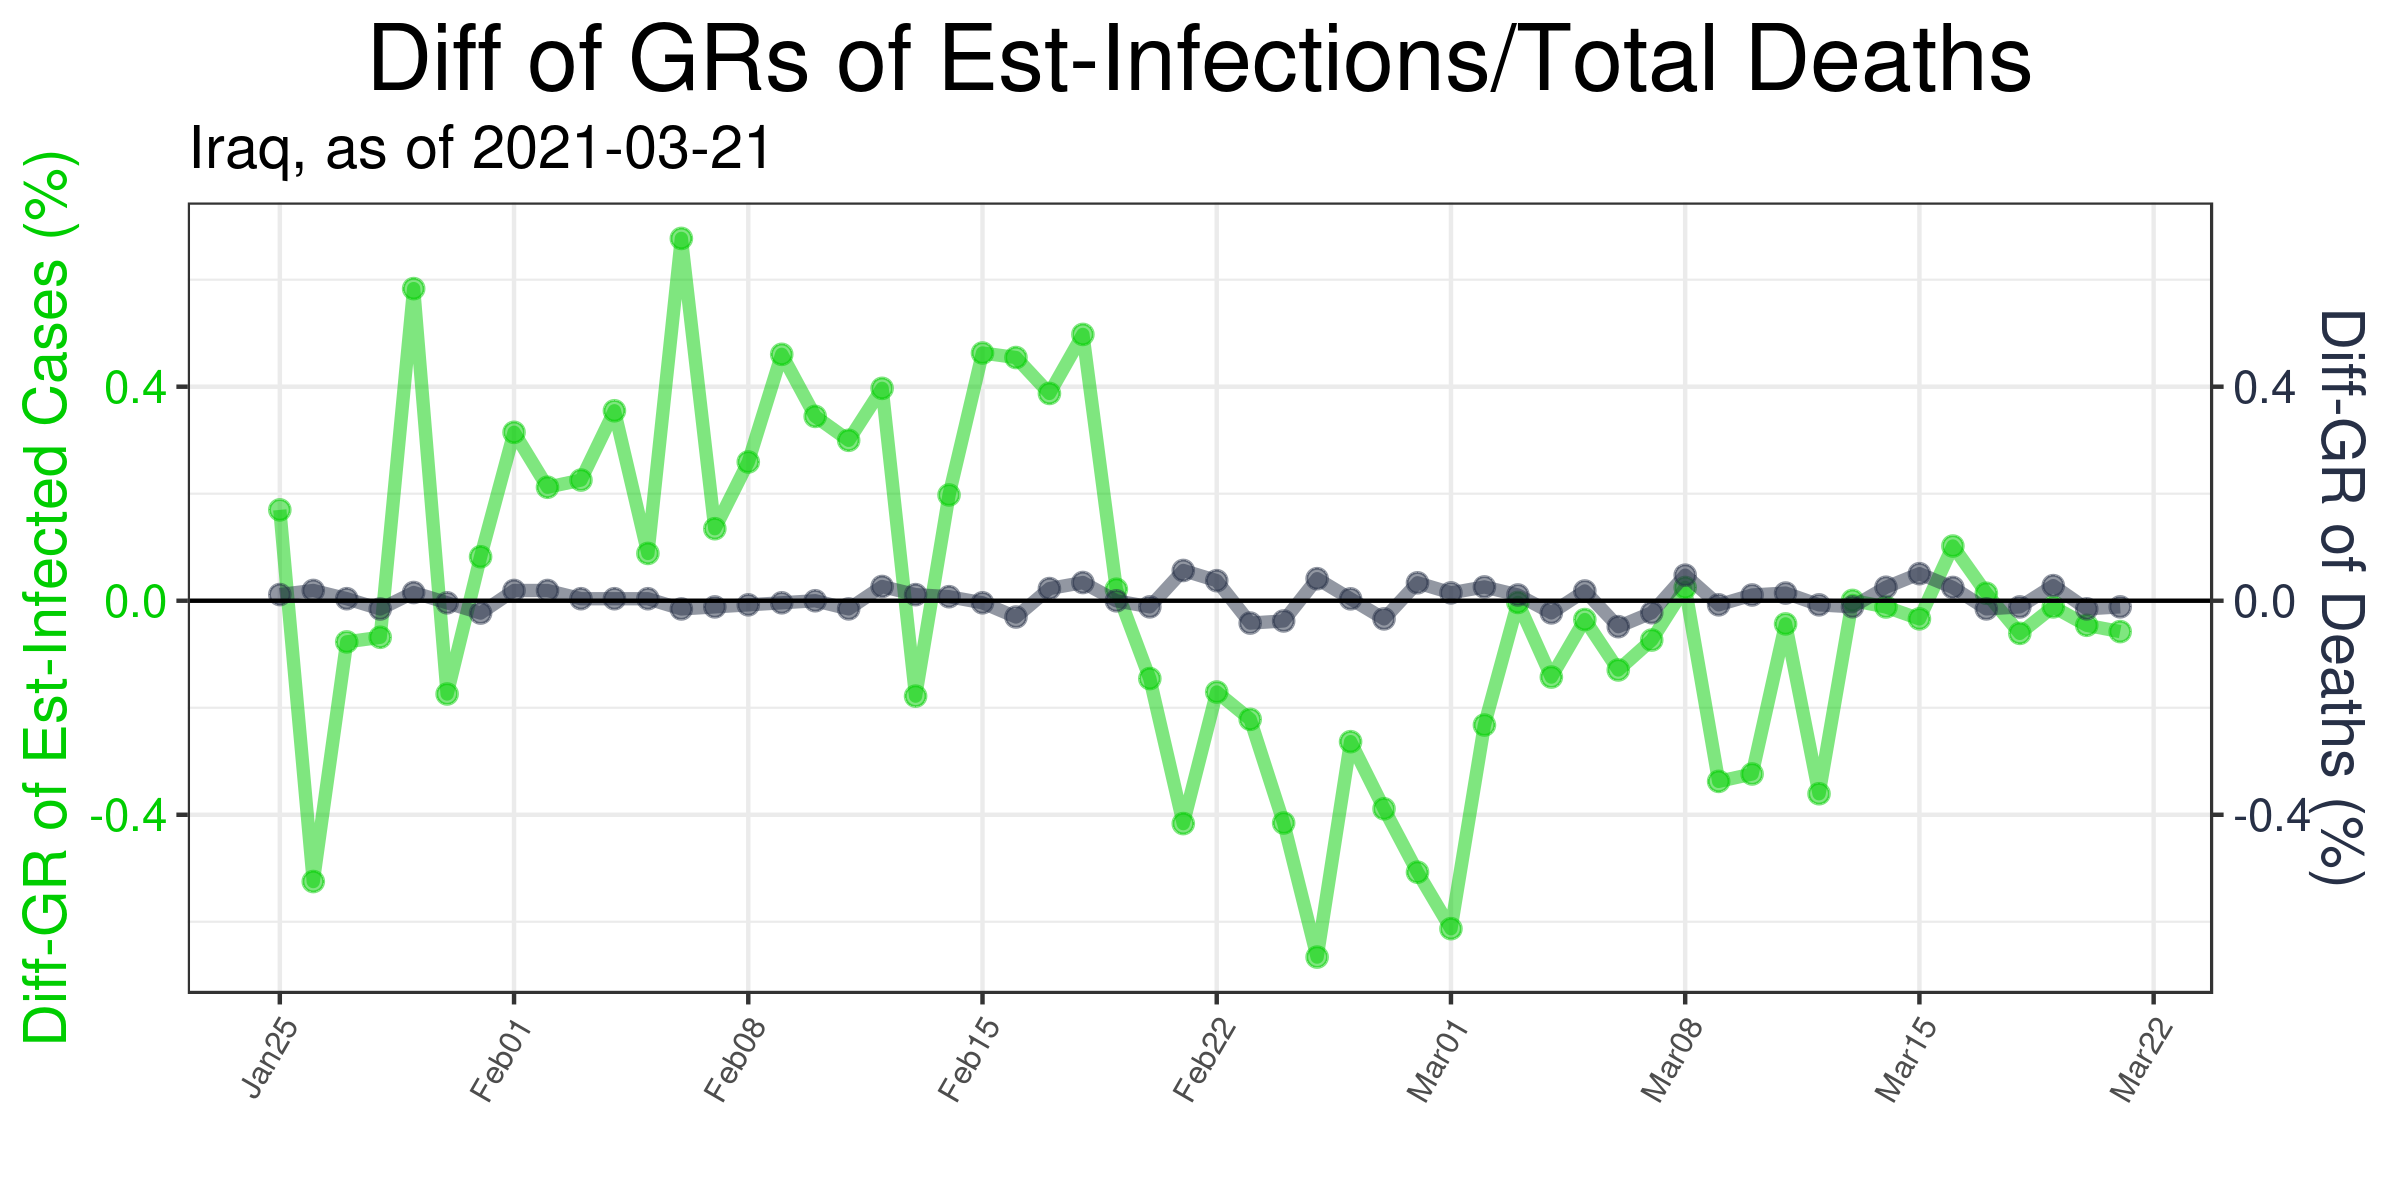 Diff of GRs of Est-Infections/Total Deaths
Iraq, as of 2021-03-21
Diff-GR of Est-Infected Cases (%)
0.4
0.0
-0.4
0.4
0.0
-0.4
Diff-GR of Deaths (%)
Jan25
Feb01
Feb08
Feb15
Feb22
Mar01
Mar08
Mar15
Mar22